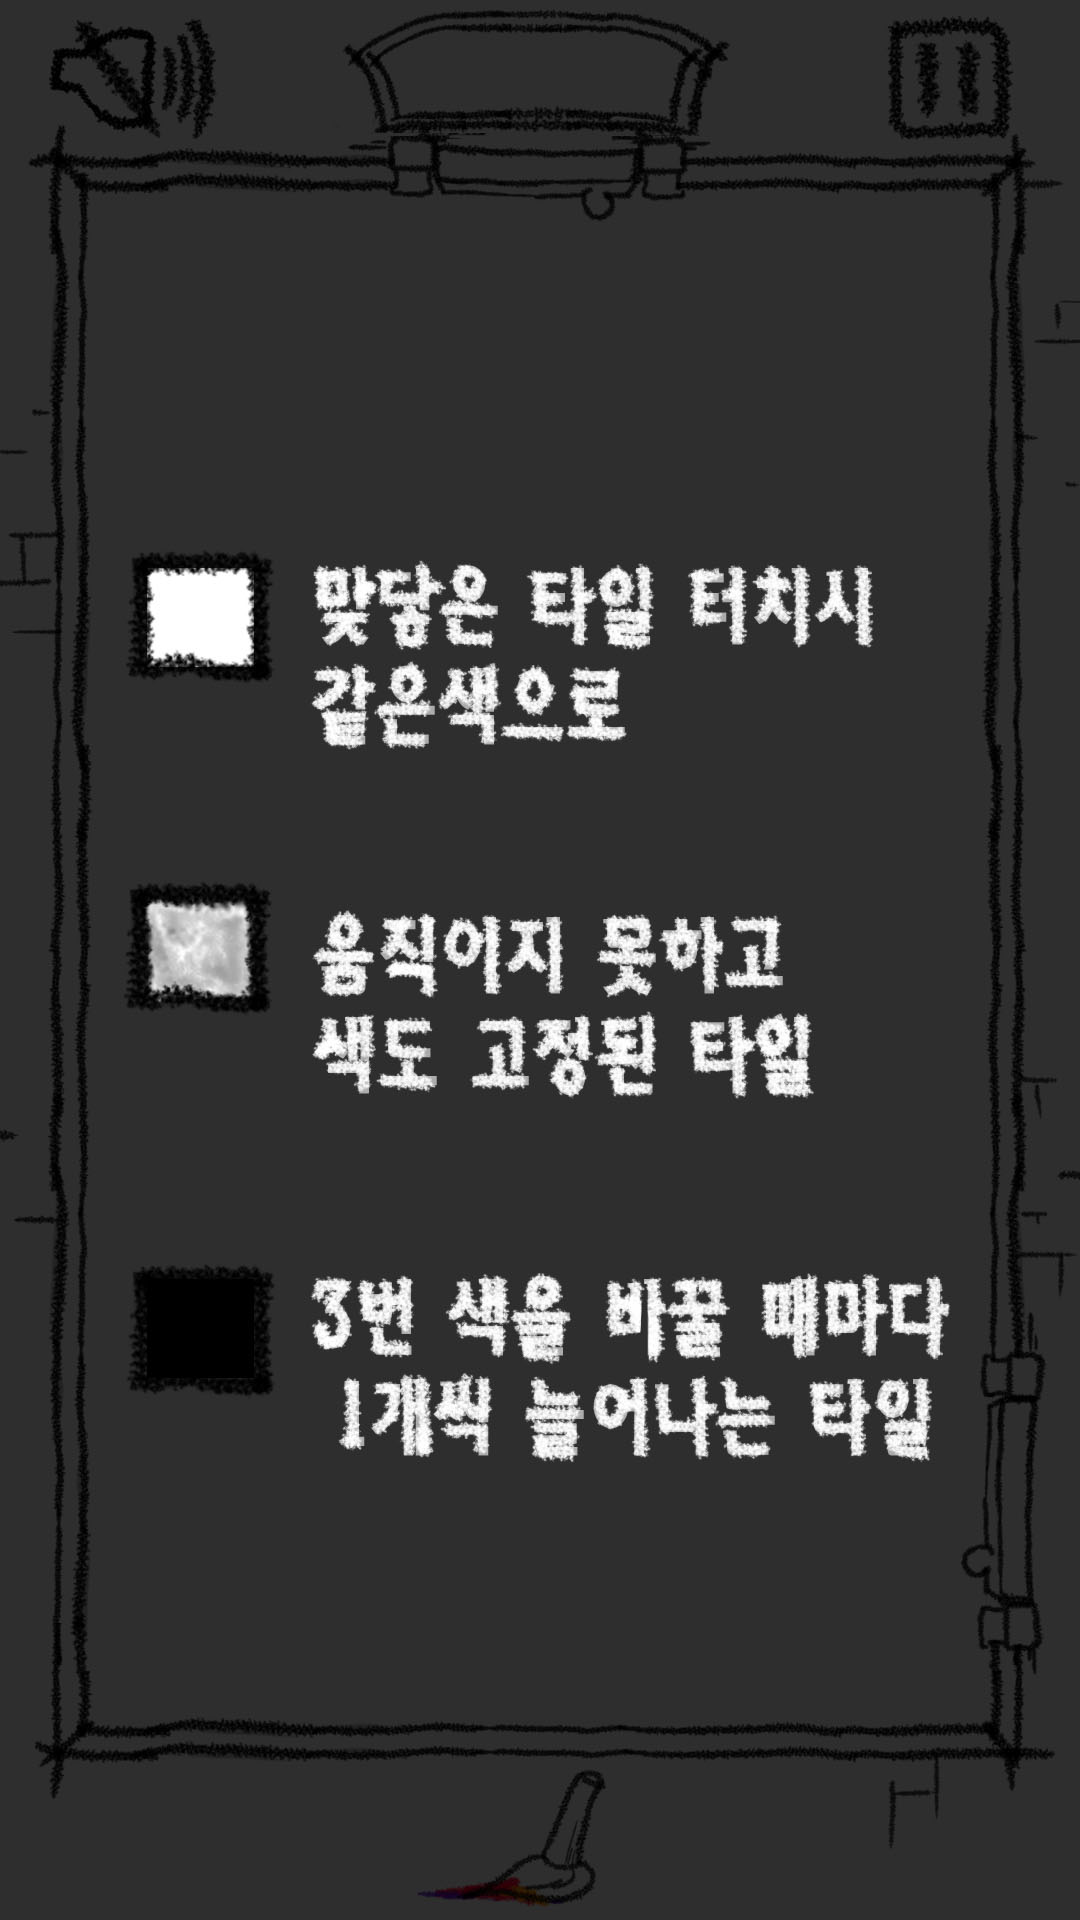 맞닿은 타일 터치시
같은색으로
움직이지 못하고
색도 고정된 타일
3번 색을 바꿀 때마다
1개씩 늘어나는 타일